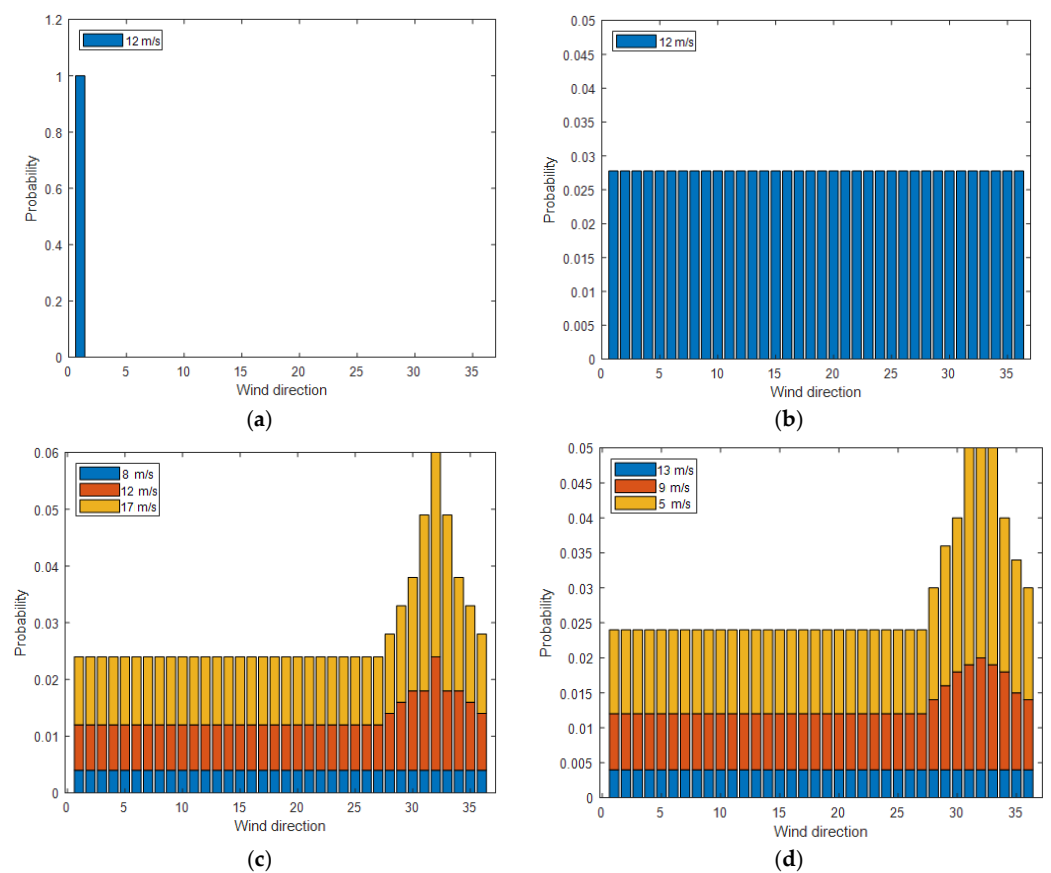 1.2
12 m/s
1
0.8
0.6
0.4
0.2
0
Probability
0 5 10 15 20 25 30 35
Wind direction
(a)
0.05
12 m/s
0.045
0.04
0.035
0.03
0.025
0.02
0.015
0.01
0.005
0
Probability
0 5 10 15 20 25 30 35
Wind direction
(b)
0.06
8 m/s
12 m/s
17 m/s
0.05
0.04
0.03
0.02
0.01
0
Probability
0 5 10 15 20 25 30 35
Wind direction
(c)
0.05
13 m/s
9 m/s
5 m/s
0.045
0.04
0.035
0.03
0.025
0.02
0.015
0.01
0.005
0
Probability
0 5 10 15 20 25 30 35
Wind direction
(d)